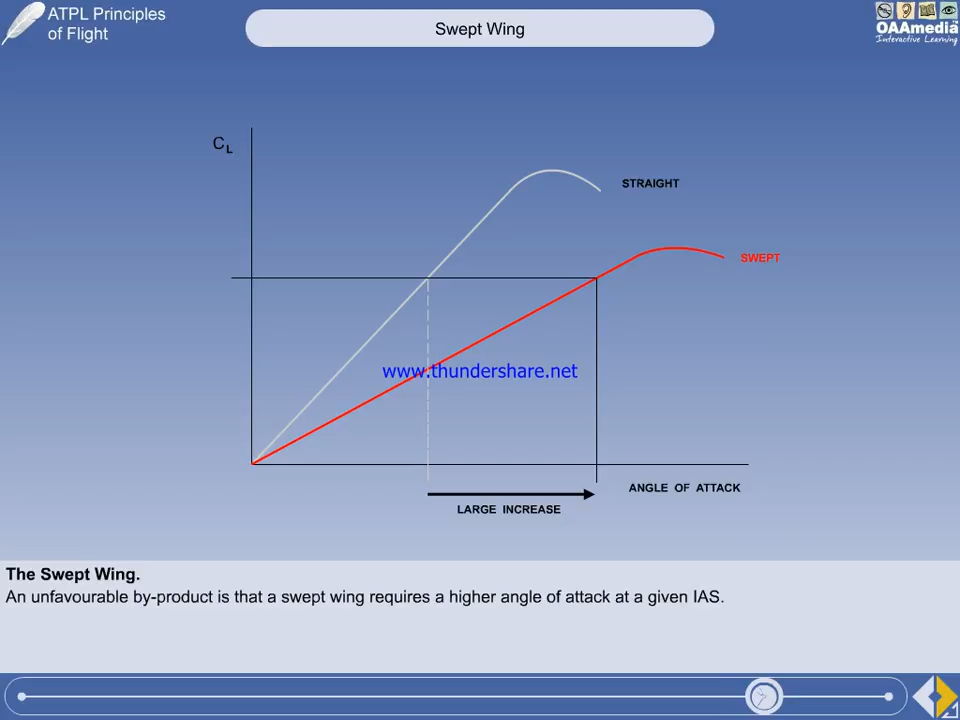 ATPL Principles
of Flight
Swept Wing
OAAmedia
Interactive Learning
CL
STRAIGHT
SWEPT
www.thundershare.net
ANGLE OF ATTACK
LARGE INCREASE
The Swept Wing.
An unfavourable by-product is that a swept wing requires a higher angle of attack at a given IAS.